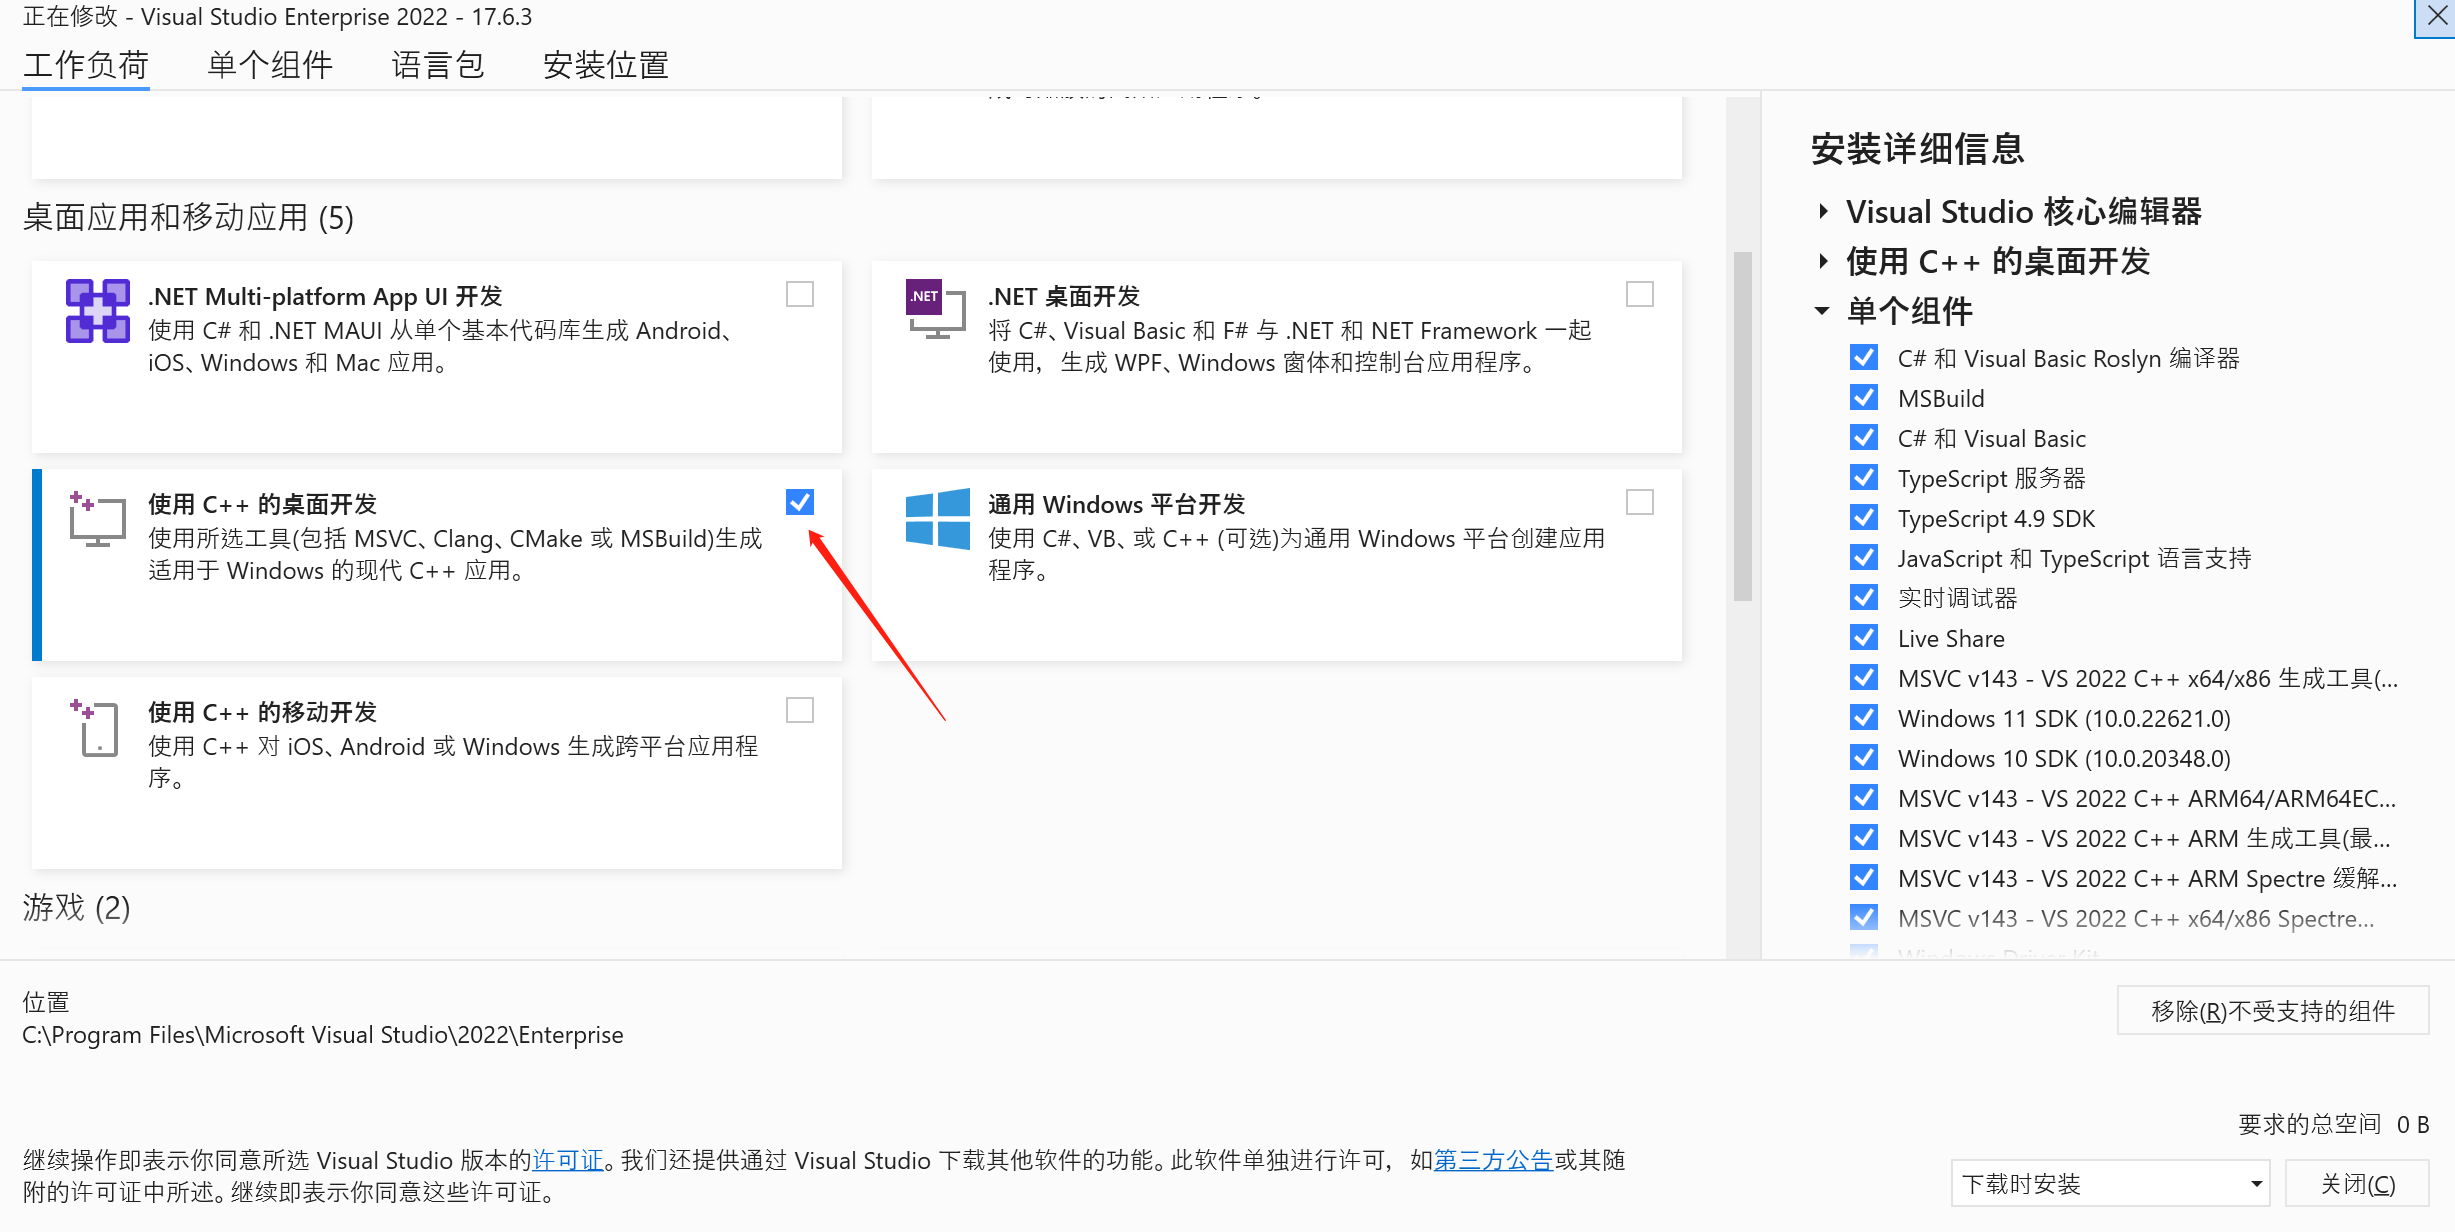 正在修改 - Visual Studio Enterprise 2022 - 17.6.3
工作负荷
单个组件
语言包
安装位置
桌面应用和移动应用 (5)
.NET Multi-platform App UI 开发
使用 C# 和 .NET MAUI 从单个基本代码库生成 Android、
iOS、Windows 和 Mac 应用。
.NET
.NET 桌面开发
将 C#、Visual Basic 和 F# 与 .NET 和 NET Framework 一起
使用，生成 WPF、Windows 窗体和控制台应用程序。
使用 C++ 的桌面开发
使用所选工具(包括 MSVC、Clang、CMake 或 MSBuild)生成
适用于 Windows 的现代 C++ 应用。
通用 Windows 平台开发
使用 C#、VB、或 C++ (可选)为通用 Windows 平台创建应用
程序。
使用 C++ 的移动开发
使用 C++ 对 iOS、Android 或 Windows 生成跨平台应用程
序。
游戏 (2)
安装详细信息
Visual Studio 核心编辑器
使用 C++ 的桌面开发
单个组件
C# 和 Visual Basic Roslyn 编译器
MSBuild
C# 和 Visual Basic
TypeScript 服务器
TypeScript 4.9 SDK
JavaScript 和 TypeScript 语言支持
实时调试器
Live Share
MSVC v143 - VS 2022 C++ x64/x86 生成工具(...
Windows 11 SDK (10.0.22621.0)
Windows 10 SDK (10.0.20348.0)
MSVC v143 - VS 2022 C++ ARM64/ARM64EC...
MSVC v143 - VS 2022 C++ ARM 生成工具(最...
MSVC v143 - VS 2022 C++ ARM Spectre 缓解...
MSVC v143 - VS 2022 C++ x64/x86 Spectre...
Windows Driver Kit
位置
C:\Program Files\Microsoft Visual Studio\2022\Enterprise
移除(R)不受支持的组件
要求的总空间 0 B
继续操作即表示你同意所选 Visual Studio 版本的许可证。我们还提供通过 Visual Studio 下载其他软件的功能。此软件单独进行许可，如第三方公告或其随
附的许可证中所述。继续即表示你同意这些许可证。
下载时安装
关闭(C)